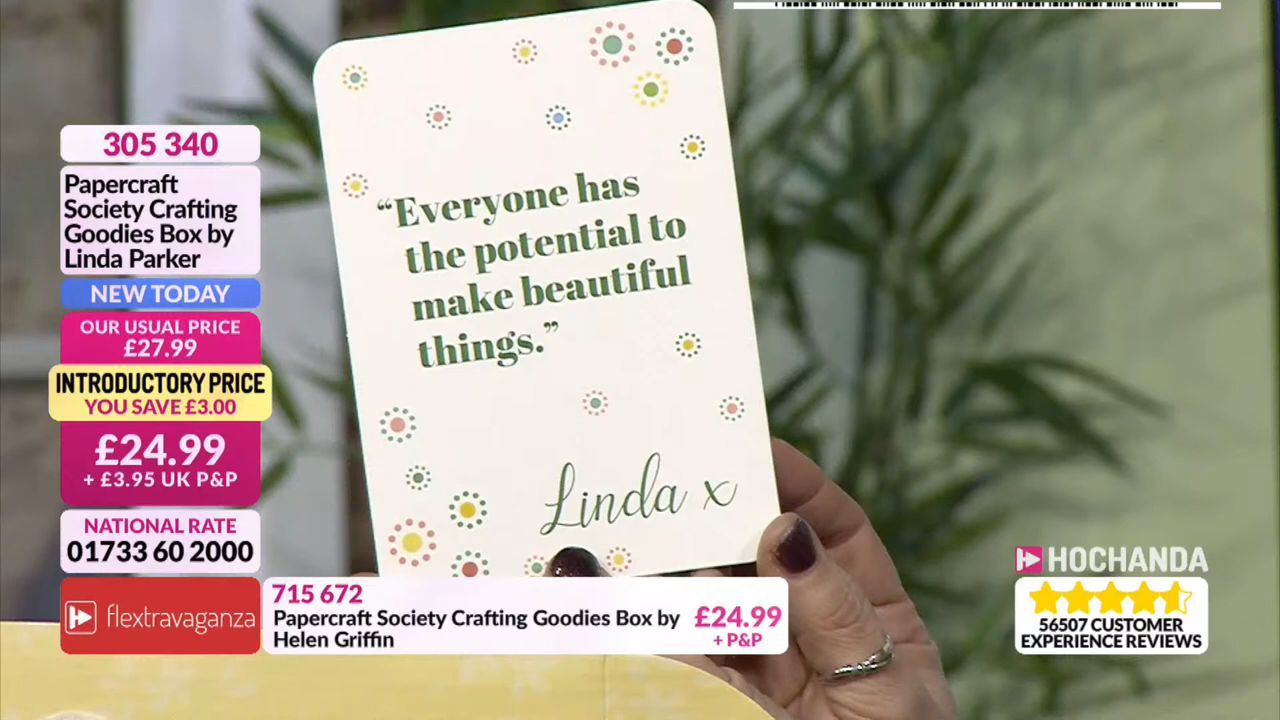 305 340
Papercraft
Society Crafting
Goodies Box by
Linda Parker
NEW TODAY
OUR USUAL PRICE
£27.99
INTRODUCTORY PRICE
YOU SAVE £3.00
£24.99
+ £3.95 UK P&P
NATIONAL RATE
01733 60 2000
flextravaganza
715 672
Papercraft Society Crafting Goodies Box by
Helen Griffin
£24.99
+ P&P
“Everyone has
the potential to
make beautiful
things.”
Linda x
HOCHANDA
56507 CUSTOMER
EXPERIENCE REVIEWS